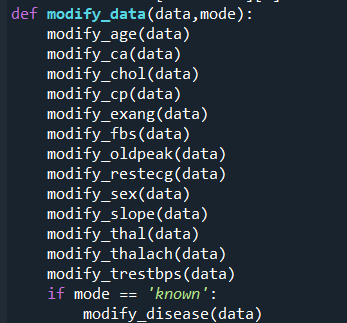 def modify_data(data,mode):
    modify_age(data)
    modify_ca(data)
    modify_chol(data)
    modify_cp(data)
    modify_exang(data)
    modify_fbs(data)
    modify_oldpeak(data)
    modify_restecg(data)
    modify_sex(data)
    modify_slope(data)
    modify_thal(data)
    modify_thalach(data)
    modify_trestbps(data)
    if mode == 'known':
        modify_disease(data)